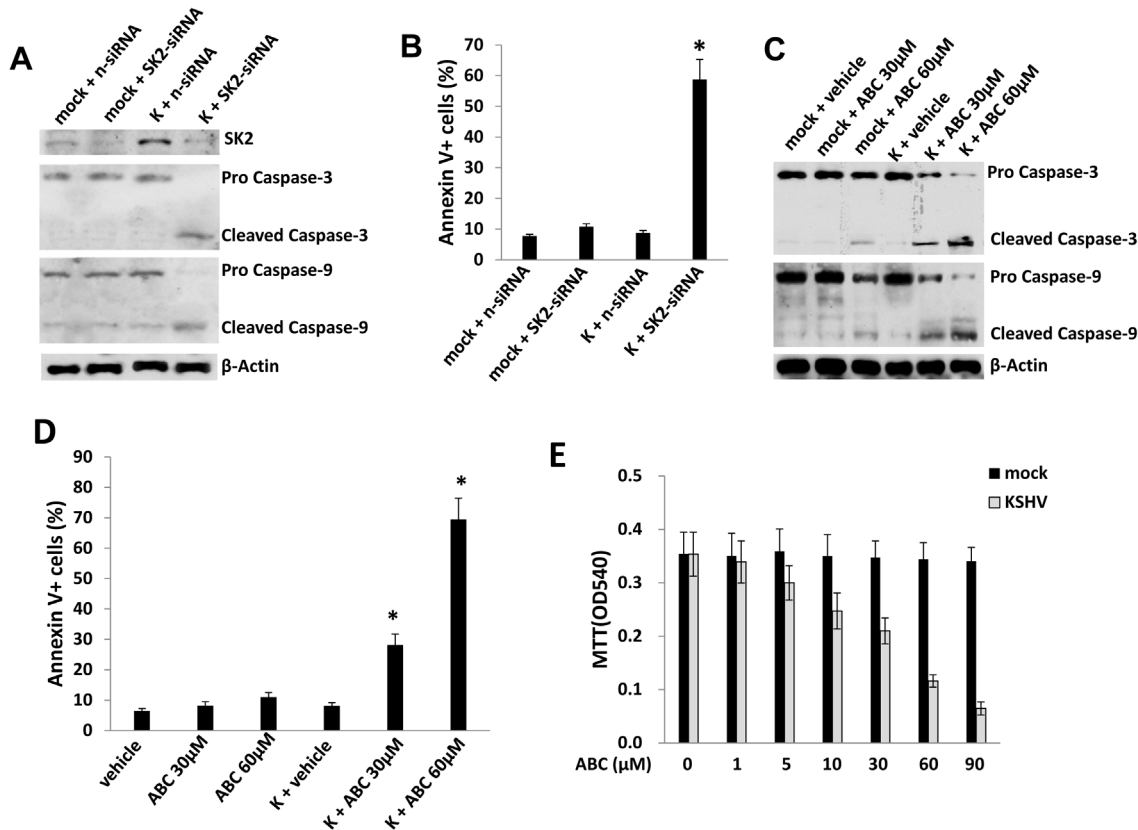 A
mock + n-siRNA
mock + SK2-siRNA
K + n-siRNA
K + SK2-siRNA
SK2
Pro Caspase-3
Cleaved Caspase-3
Pro Caspase-9
Cleaved Caspase-9
β-Actin
B
Annexin V+ cells (%)
70
60
50
40
30
20
10
0
*
mock + n-siRNA
mock + SK2-siRNA
K + n-siRNA
K + SK2-siRNA
C
mock + vehicle
mock + ABC 30µM
mock + ABC 60µM
K + vehicle
K + ABC 30µM
K + ABC 60µM
Pro Caspase-3
Cleaved Caspase-3
Pro Caspase-9
Cleaved Caspase-9
β-Actin
D
Annexin V+ cells (%)
90
80
70
60
50
40
30
20
10
0
*
*
vehicle
ABC 30µM
ABC 60µM
K + vehicle
K + ABC 30µM
K + ABC 60µM
E
MTT(OD540)
0.5
0.4
0.3
0.2
0.1
0.0
mock
KSHV
ABC (µM) 0 1 5 10 30 60 90